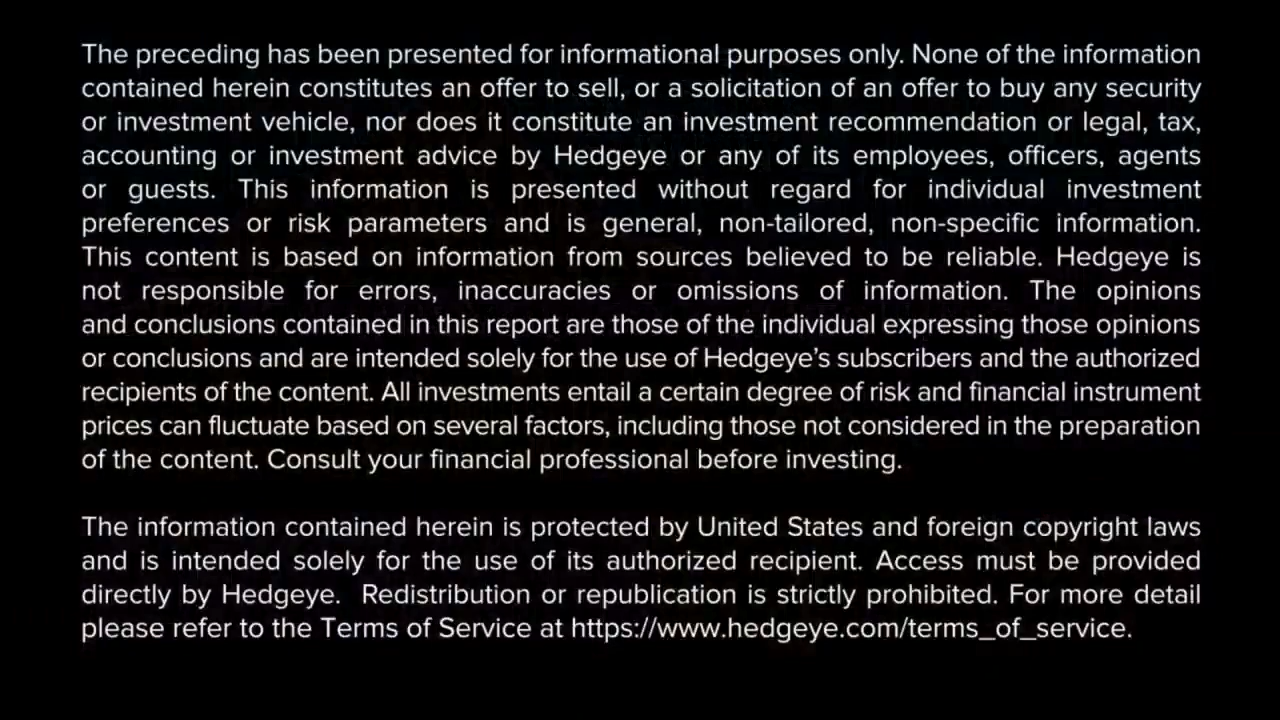 The preceding has been presented for informational purposes only. None of the information
contained herein constitutes an offer to sell, or a solicitation of an offer to buy any security
or investment vehicle, nor does it constitute an investment recommendation or legal, tax,
accounting or investment advice by Hedgeye or any of its employees, officers, agents
or guests. This information is presented without regard for individual investment
preferences or risk parameters and is general, non-tailored, non-specific information.
This content is based on information from sources believed to be reliable. Hedgeye is
not responsible for errors, inaccuracies or omissions of information. The opinions
and conclusions contained in this report are those of the individual expressing those opinions
or conclusions and are intended solely for the use of Hedgeye’s subscribers and the authorized
recipients of the content. All investments entail a certain degree of risk and financial instrument
prices can fluctuate based on several factors, including those not considered in the preparation
of the content. Consult your financial professional before investing.
The information contained herein is protected by United States and foreign copyright laws
and is intended solely for the use of its authorized recipient. Access must be provided
directly by Hedgeye.  Redistribution or republication is strictly prohibited. For more detail
please refer to the Terms of Service at https://www.hedgeye.com/terms_of_service.